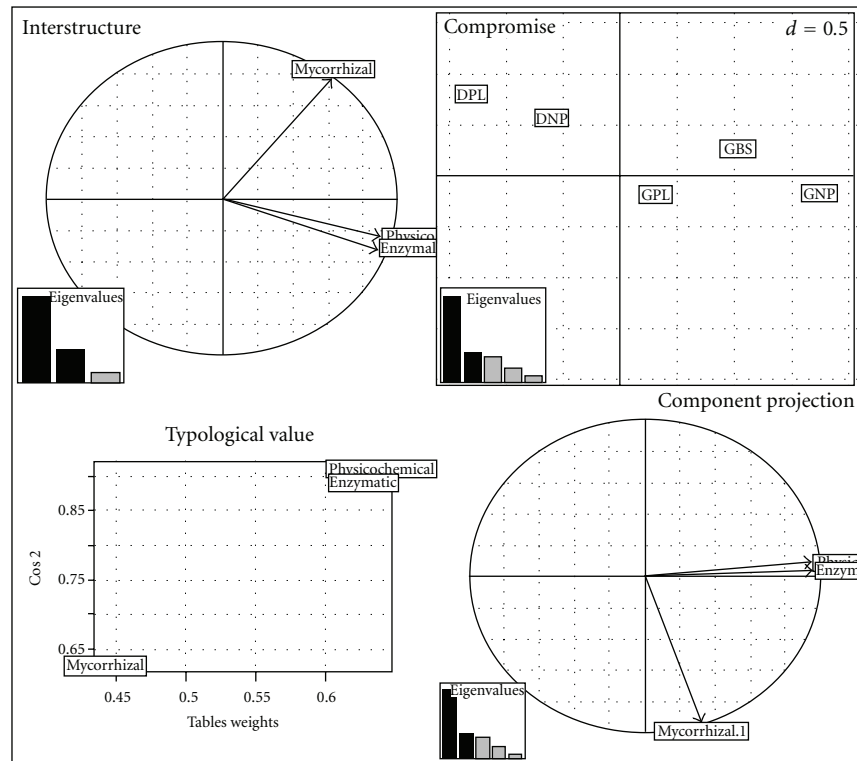 Interstructure
Mycorrhizal
Physico
Enzymal
Eigenvalues
Compromise
d = 0.5
DPL
DNP
GBS
GPL
GNP
Eigenvalues
Typological value
Physicochemical
Enzymatic
0.85
0.75
0.65
Cos 2
Mycorrhizal
0.45 0.5 0.55 0.6
Tables weights
Component projection
Enzym
Mycorrhizal.1
Eigenvalues